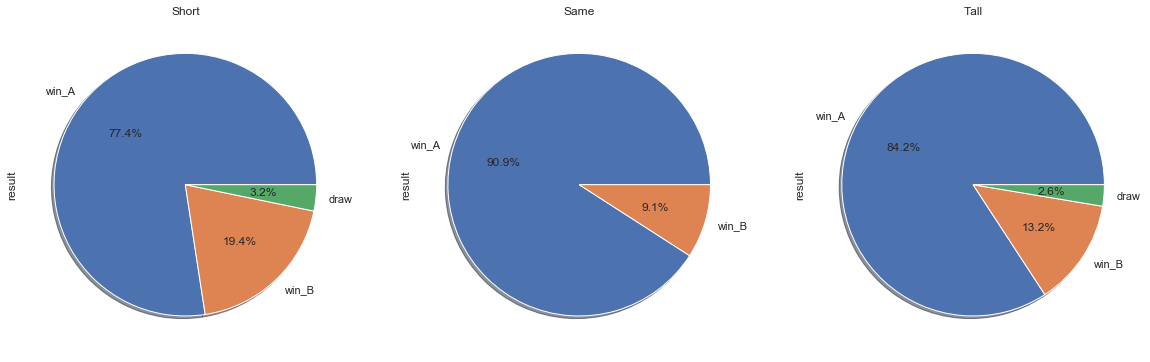 Short
win_A
77.4%
3.2%
draw
19.4%
win_B
result
Same
win_A
90.9%
9.1%
win_B
result
Tall
win_A
84.2%
2.6%
draw
13.2%
win_B
result